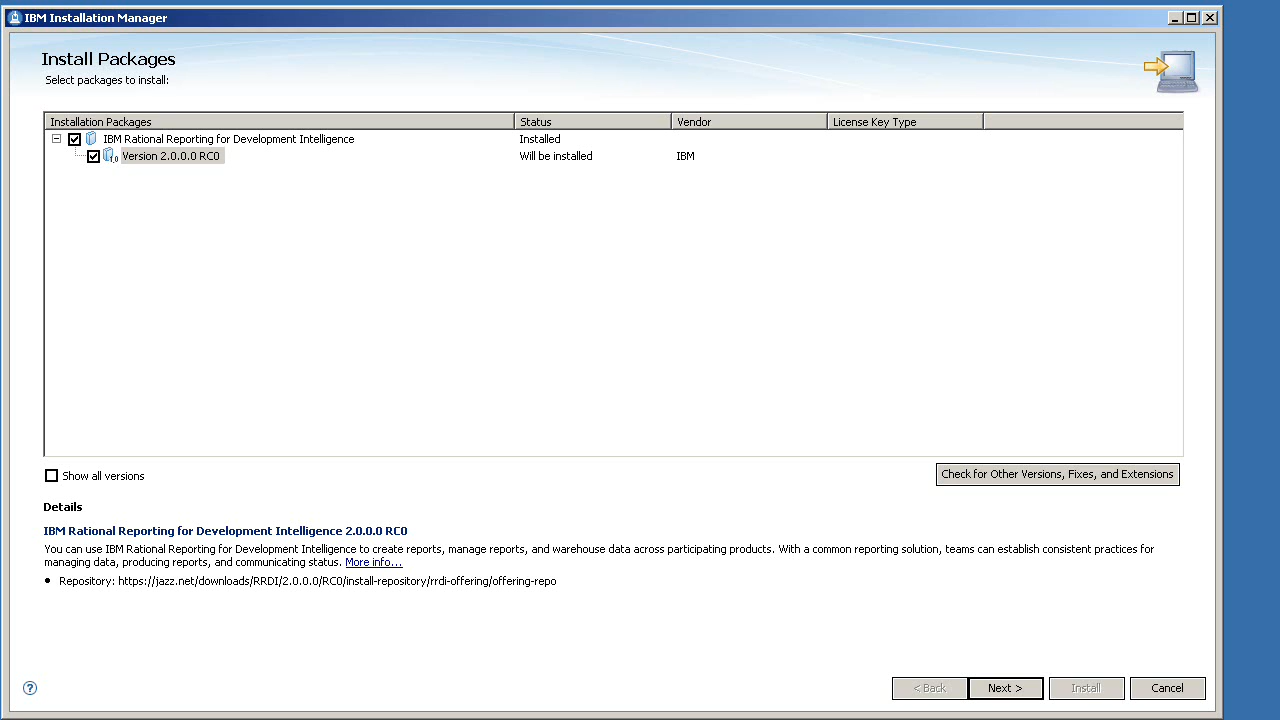 IBM Installation Manager
Install Packages
Select packages to install:
Installation Packages Status Vendor License Key Type
IBM Rational Reporting for Development Intelligence Installed
Version 2.0.0.0 RC0 Will be installed IBM
Show all versions Check for Other Versions, Fixes, and Extensions
Details
IBM Rational Reporting for Development Intelligence 2.0.0.0 RC0
You can use IBM Rational Reporting for Development Intelligence to create reports, manage reports, and warehouse data across participating products. With a common reporting solution, teams can establish consistent practices for
managing data, producing reports, and communicating status. More info...
• Repository: https://jazz.net/downloads/RRDI/2.0.0.0/RC0/install-repository/rrdi-offering/offering-repo
? < Back Next > Install Cancel